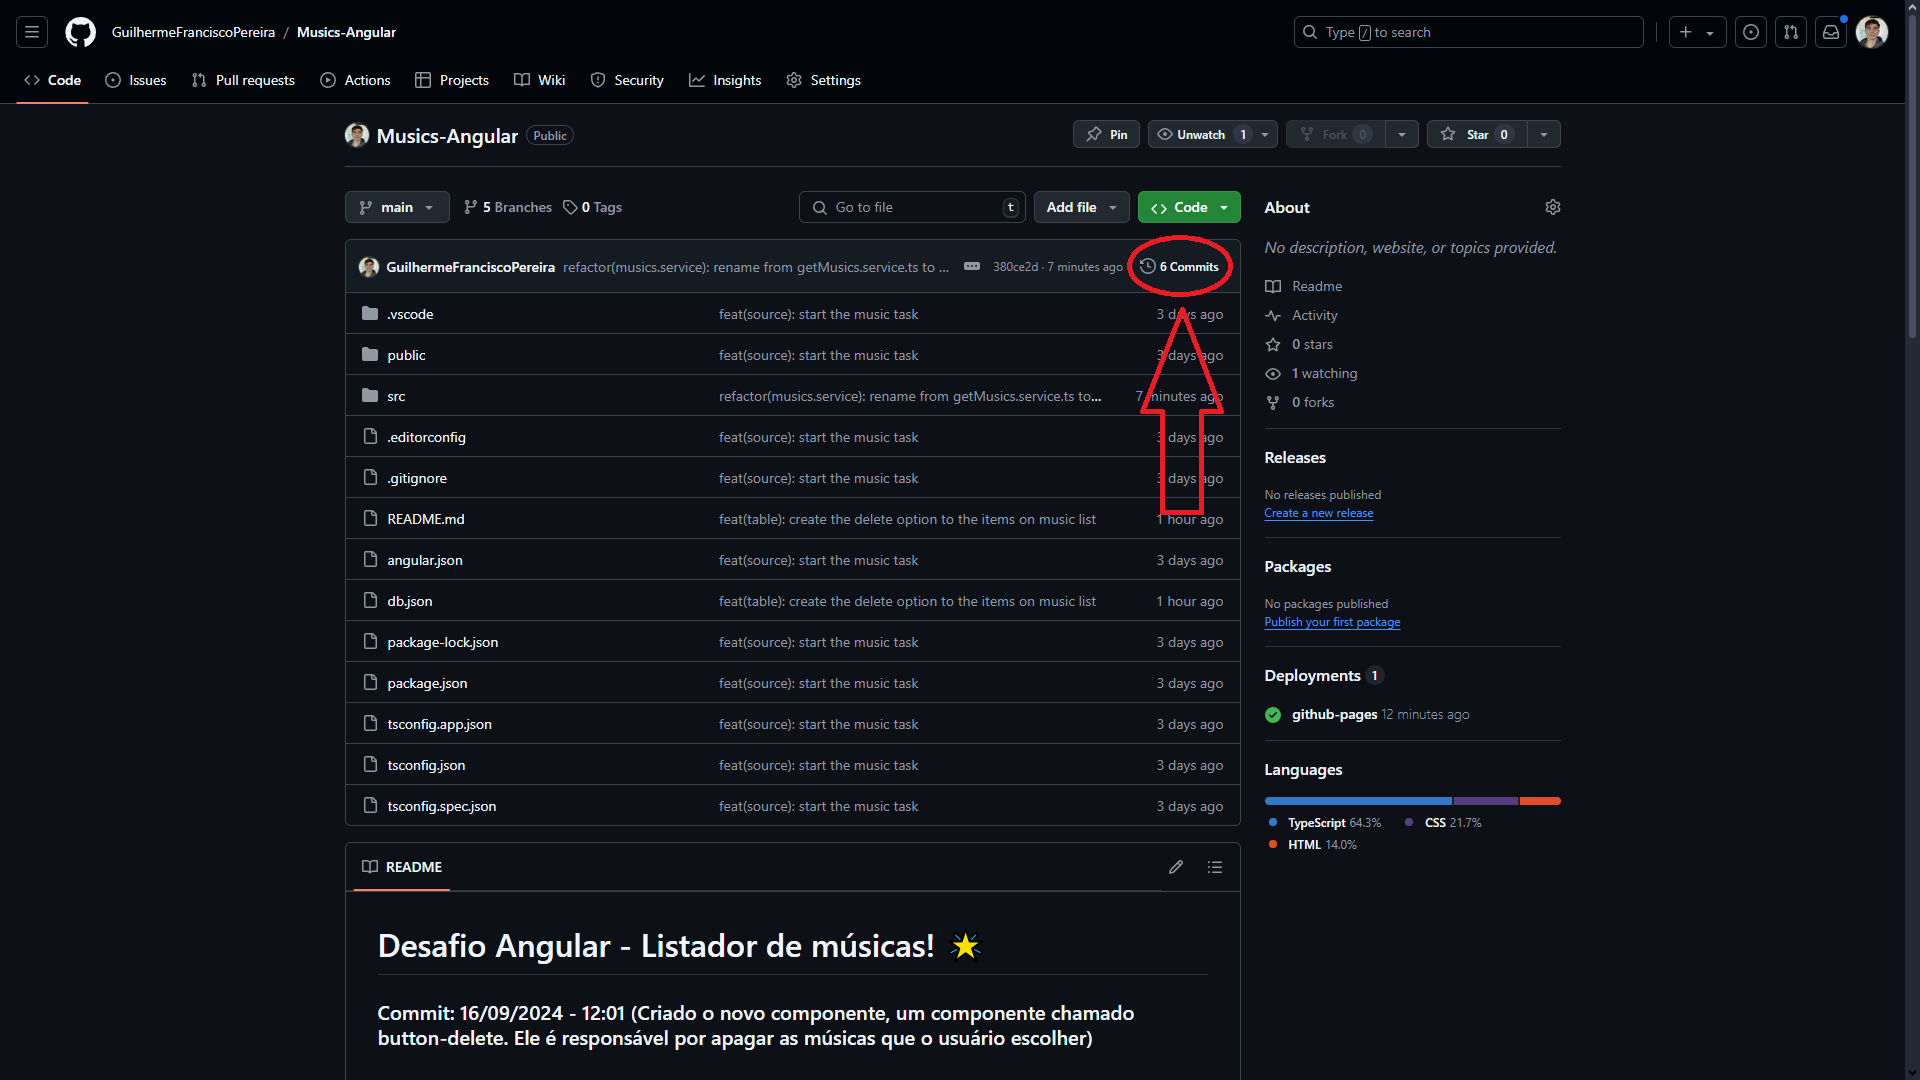 GuilhermeFranciscoPereira / Musics-Angular
Type / to search
Code Issues Pull requests Actions Projects Wiki Security Insights Settings
Musics-Angular Public
Pin Unwatch 1 Fork 0 Star 0
main 5 Branches 0 Tags Go to file t Add file Code
GuilhermeFranciscoPereira refactor(musics.service): rename from getMusics.service.ts to ... 380ce2d · 7 minutes ago 6 Commits
.vscode feat(source): start the music task 3 days ago
public feat(source): start the music task 3 days ago
src refactor(musics.service): rename from getMusics.service.ts to... 7 minutes ago
.editorconfig feat(source): start the music task 3 days ago
.gitignore feat(source): start the music task 3 days ago
README.md feat(table): create the delete option to the items on music list 1 hour ago
angular.json feat(source): start the music task 3 days ago
db.json feat(table): create the delete option to the items on music list 1 hour ago
package-lock.json feat(source): start the music task 3 days ago
package.json feat(source): start the music task 3 days ago
tsconfig.app.json feat(source): start the music task 3 days ago
tsconfig.json feat(source): start the music task 3 days ago
tsconfig.spec.json feat(source): start the music task 3 days ago
README
Desafio Angular - Listador de músicas! 🌟
Commit: 16/09/2024 - 12:01 (Criado o novo componente, um componente chamado
button-delete. Ele é responsável por apagar as músicas que o usuário escolher)
About
No description, website, or topics provided.
Readme
Activity
0 stars
1 watching
0 forks
Releases
No releases published
Create a new release
Packages
No packages published
Publish your first package
Deployments 1
github-pages 12 minutes ago
Languages
TypeScript 64.3% CSS 21.7%
HTML 14.0%